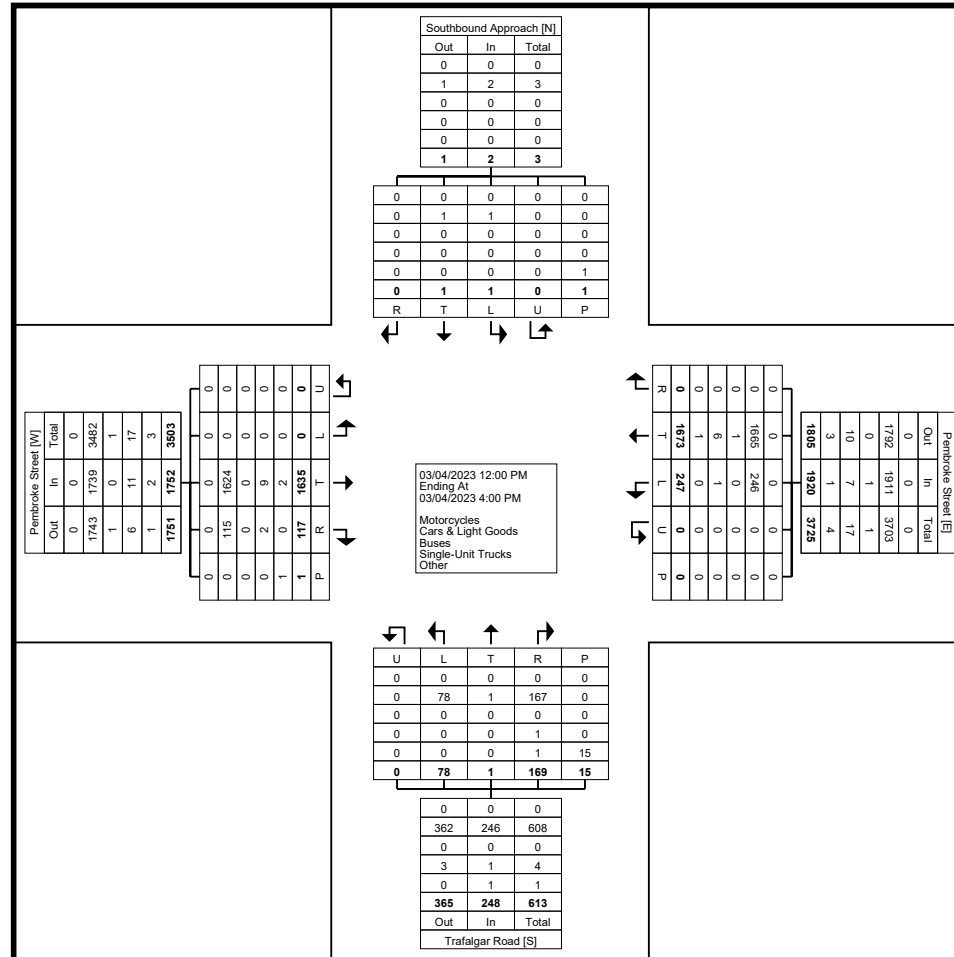 Southbound Approach [N]
Out In Total
0 0 0
1 2 3
0 0 0
0 0 0
0 0 0
1 2 3
0 0 0 0 0
0 1 1 0 0
0 0 0 0 0
0 0 0 0 0
0 0 0 0 1
0 1 1 0 1
R T L U P
Pembroke Street [W]
Out In Total
0 0 0
1743 1739 3482
1 0 1
6 11 17
1 2 3
1751 1752 3503
0 0 0 0 0
0 115 1624 0 0
0 0 0 0 0
0 2 9 0 0
1 0 2 0 0
1 117 1635 0 0
P R T L U
03/04/2023 12:00 PM
Ending At
03/04/2023 4:00 PM
Motorcycles
Cars & Light Goods
Buses
Single-Unit Trucks
Other
Pembroke Street [E]
Out In Total
0 0 0
1792 1911 3703
0 1 1
10 7 17
3 1 4
1805 1920 3725
0 0 0 0 0
0 1665 246 0 0
0 1 0 0 0
0 6 1 0 0
0 1 0 0 0
0 1673 247 0 0
R T L U P
U L T R P
0 0 0 0 0
0 78 1 167 0
0 0 0 0 0
0 0 0 1 0
0 0 0 1 15
0 78 1 169 15
0 0 0
362 246 608
0 0 0
3 1 4
0 1 1
365 248 613
Out In Total
Trafalgar Road [S]